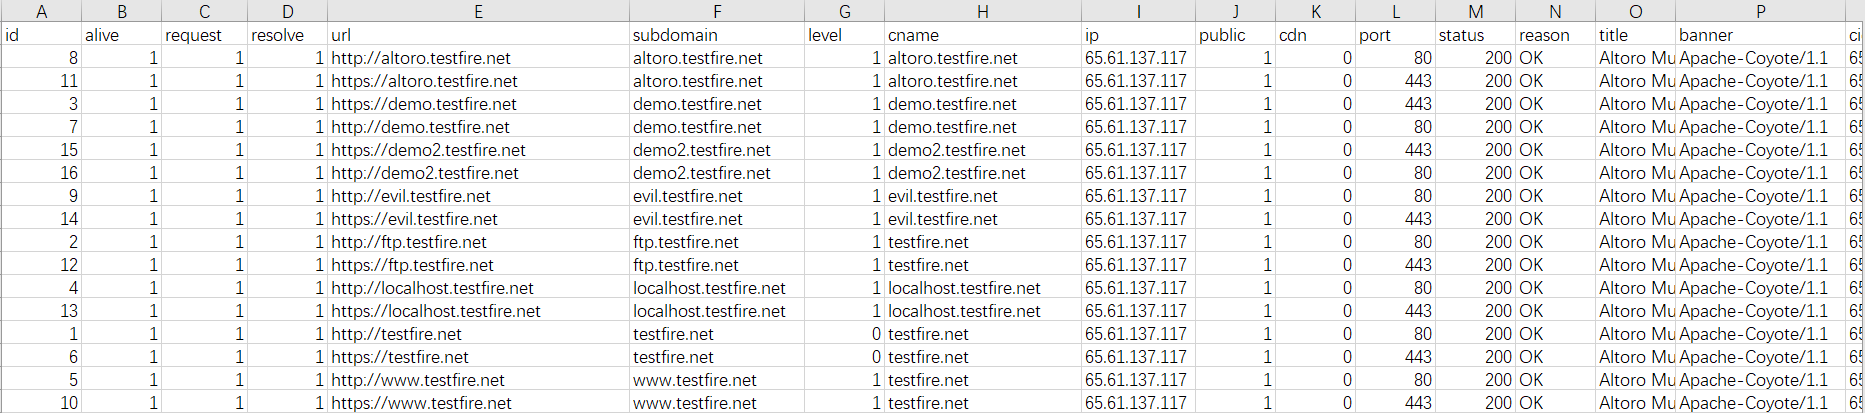 A B C D E F G H I J K L M N O P
id alive request resolve url subdomain level cname ip public cdn port status reason title banner ci
8 1 1 1 http://altoro.testfire.net altoro.testfire.net 1 altoro.testfire.net 65.61.137.117 1 0 80 200 OK Altoro Mu Apache-Coyote/1.1 65
11 1 1 1 https://altoro.testfire.net altoro.testfire.net 1 altoro.testfire.net 65.61.137.117 1 0 443 200 OK Altoro Mu Apache-Coyote/1.1 65
3 1 1 1 https://demo.testfire.net demo.testfire.net 1 demo.testfire.net 65.61.137.117 1 0 443 200 OK Altoro Mu Apache-Coyote/1.1 65
7 1 1 1 http://demo.testfire.net demo.testfire.net 1 demo.testfire.net 65.61.137.117 1 0 80 200 OK Altoro Mu Apache-Coyote/1.1 65
15 1 1 1 https://demo2.testfire.net demo2.testfire.net 1 demo2.testfire.net 65.61.137.117 1 0 443 200 OK Altoro Mu Apache-Coyote/1.1 65
16 1 1 1 http://demo2.testfire.net demo2.testfire.net 1 demo2.testfire.net 65.61.137.117 1 0 80 200 OK Altoro Mu Apache-Coyote/1.1 65
9 1 1 1 http://evil.testfire.net evil.testfire.net 1 evil.testfire.net 65.61.137.117 1 0 80 200 OK Altoro Mu Apache-Coyote/1.1 65
14 1 1 1 https://evil.testfire.net evil.testfire.net 1 evil.testfire.net 65.61.137.117 1 0 443 200 OK Altoro Mu Apache-Coyote/1.1 65
2 1 1 1 http://ftp.testfire.net ftp.testfire.net 1 testfire.net 65.61.137.117 1 0 80 200 OK Altoro Mu Apache-Coyote/1.1 65
12 1 1 1 https://ftp.testfire.net ftp.testfire.net 1 testfire.net 65.61.137.117 1 0 443 200 OK Altoro Mu Apache-Coyote/1.1 65
4 1 1 1 http://localhost.testfire.net localhost.testfire.net 1 localhost.testfire.net 65.61.137.117 1 0 80 200 OK Altoro Mu Apache-Coyote/1.1 65
13 1 1 1 https://localhost.testfire.net localhost.testfire.net 1 localhost.testfire.net 65.61.137.117 1 0 443 200 OK Altoro Mu Apache-Coyote/1.1 65
1 1 1 1 http://testfire.net testfire.net 0 testfire.net 65.61.137.117 1 0 80 200 OK Altoro Mu Apache-Coyote/1.1 65
6 1 1 1 https://testfire.net testfire.net 0 testfire.net 65.61.137.117 1 0 443 200 OK Altoro Mu Apache-Coyote/1.1 65
5 1 1 1 http://www.testfire.net www.testfire.net 1 testfire.net 65.61.137.117 1 0 80 200 OK Altoro Mu Apache-Coyote/1.1 65
10 1 1 1 https://www.testfire.net www.testfire.net 1 testfire.net 65.61.137.117 1 0 443 200 OK Altoro Mu Apache-Coyote/1.1 65